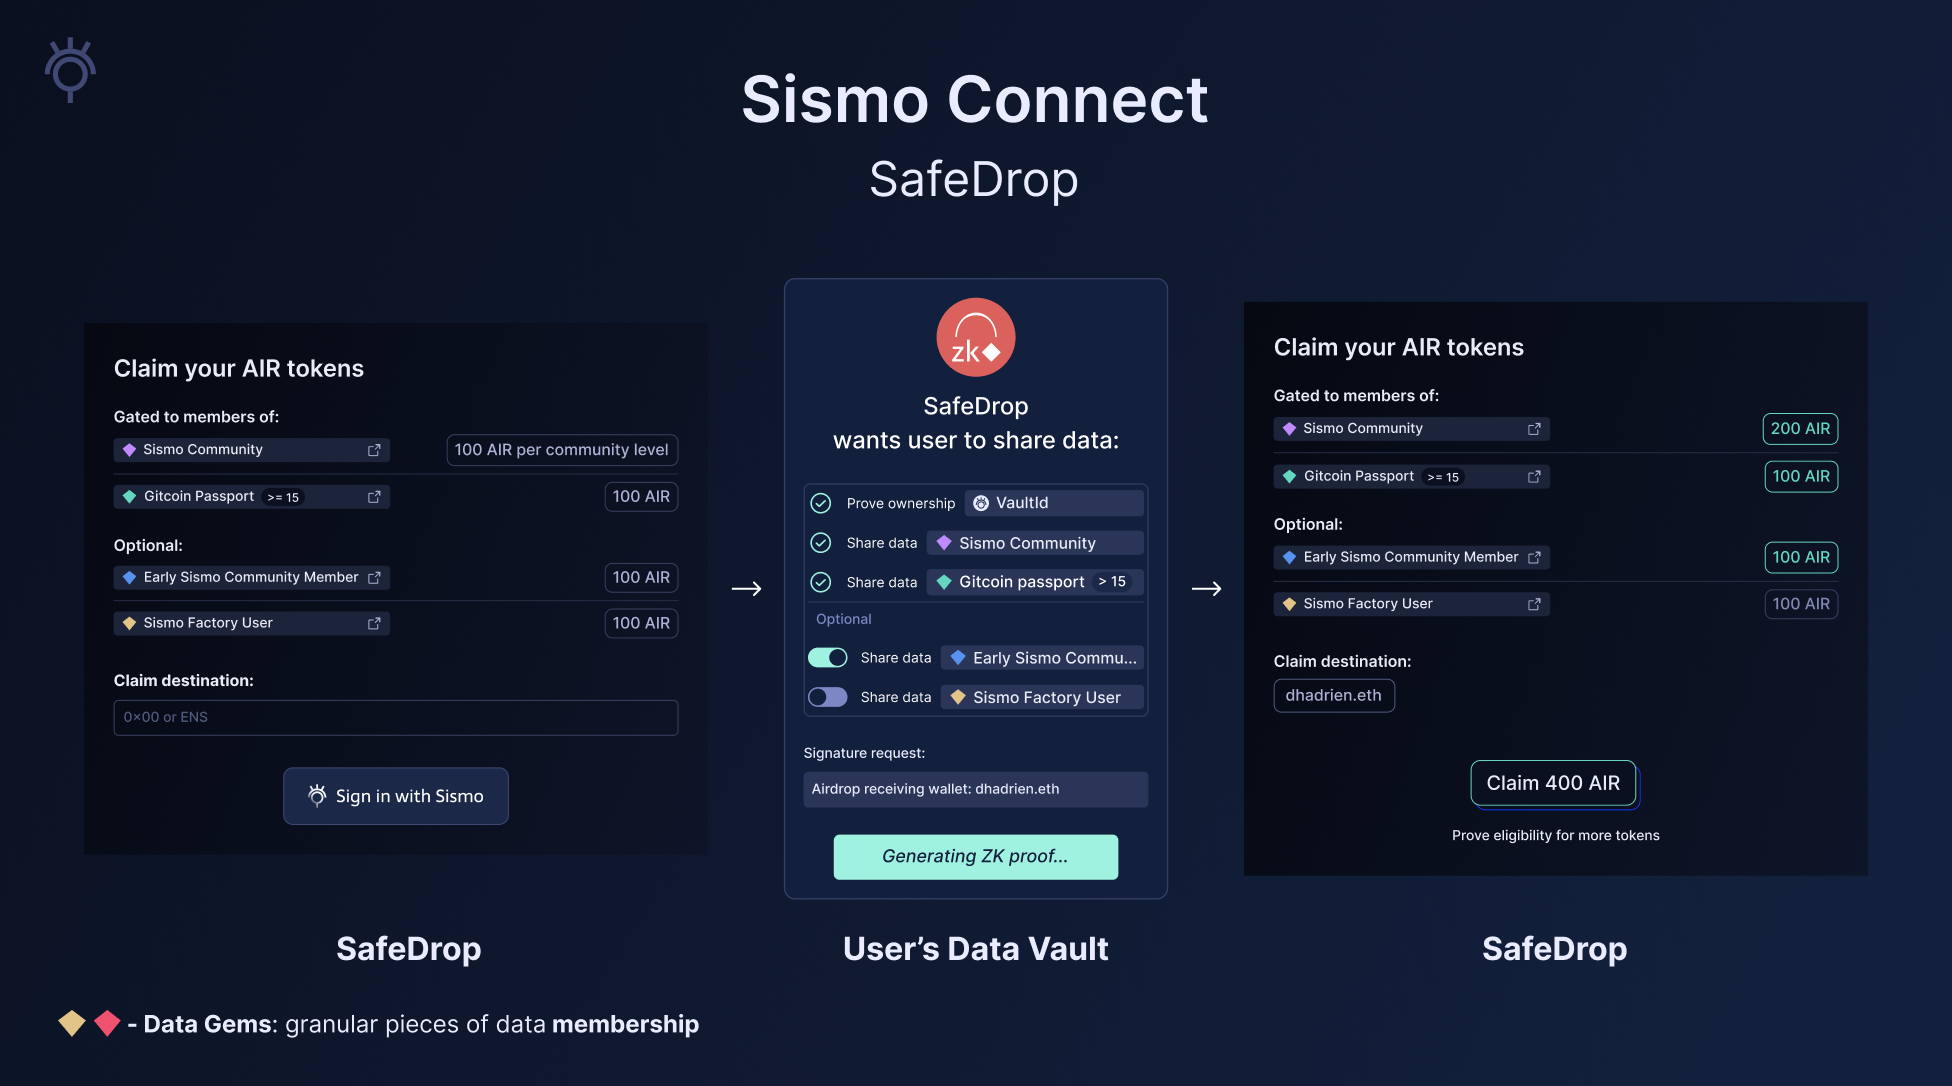 Sismo Connect
SafeDrop
Claim your AIR tokens
Gated to members of:
Sismo Community 100 AIR per community level
Gitcoin Passport >= 15 100 AIR
Optional:
Early Sismo Community Member 100 AIR
Sismo Factory User 100 AIR
Claim destination:
0x00 or ENS
Sign in with Sismo
SafeDrop
zk
SafeDrop
wants user to share data:
Prove ownership VaultId
Share data Sismo Community
Share data Gitcoin passport > 15
Optional
Share data Early Sismo Commu...
Share data Sismo Factory User
Signature request:
Airdrop receiving wallet: dhadrien.eth
Generating ZK proof...
User’s Data Vault
Claim your AIR tokens
Gated to members of:
Sismo Community 200 AIR
Gitcoin Passport >= 15 100 AIR
Optional:
Early Sismo Community Member 100 AIR
Sismo Factory User 100 AIR
Claim destination:
dhadrien.eth
Claim 400 AIR
Prove eligibility for more tokens
SafeDrop
- Data Gems: granular pieces of data membership